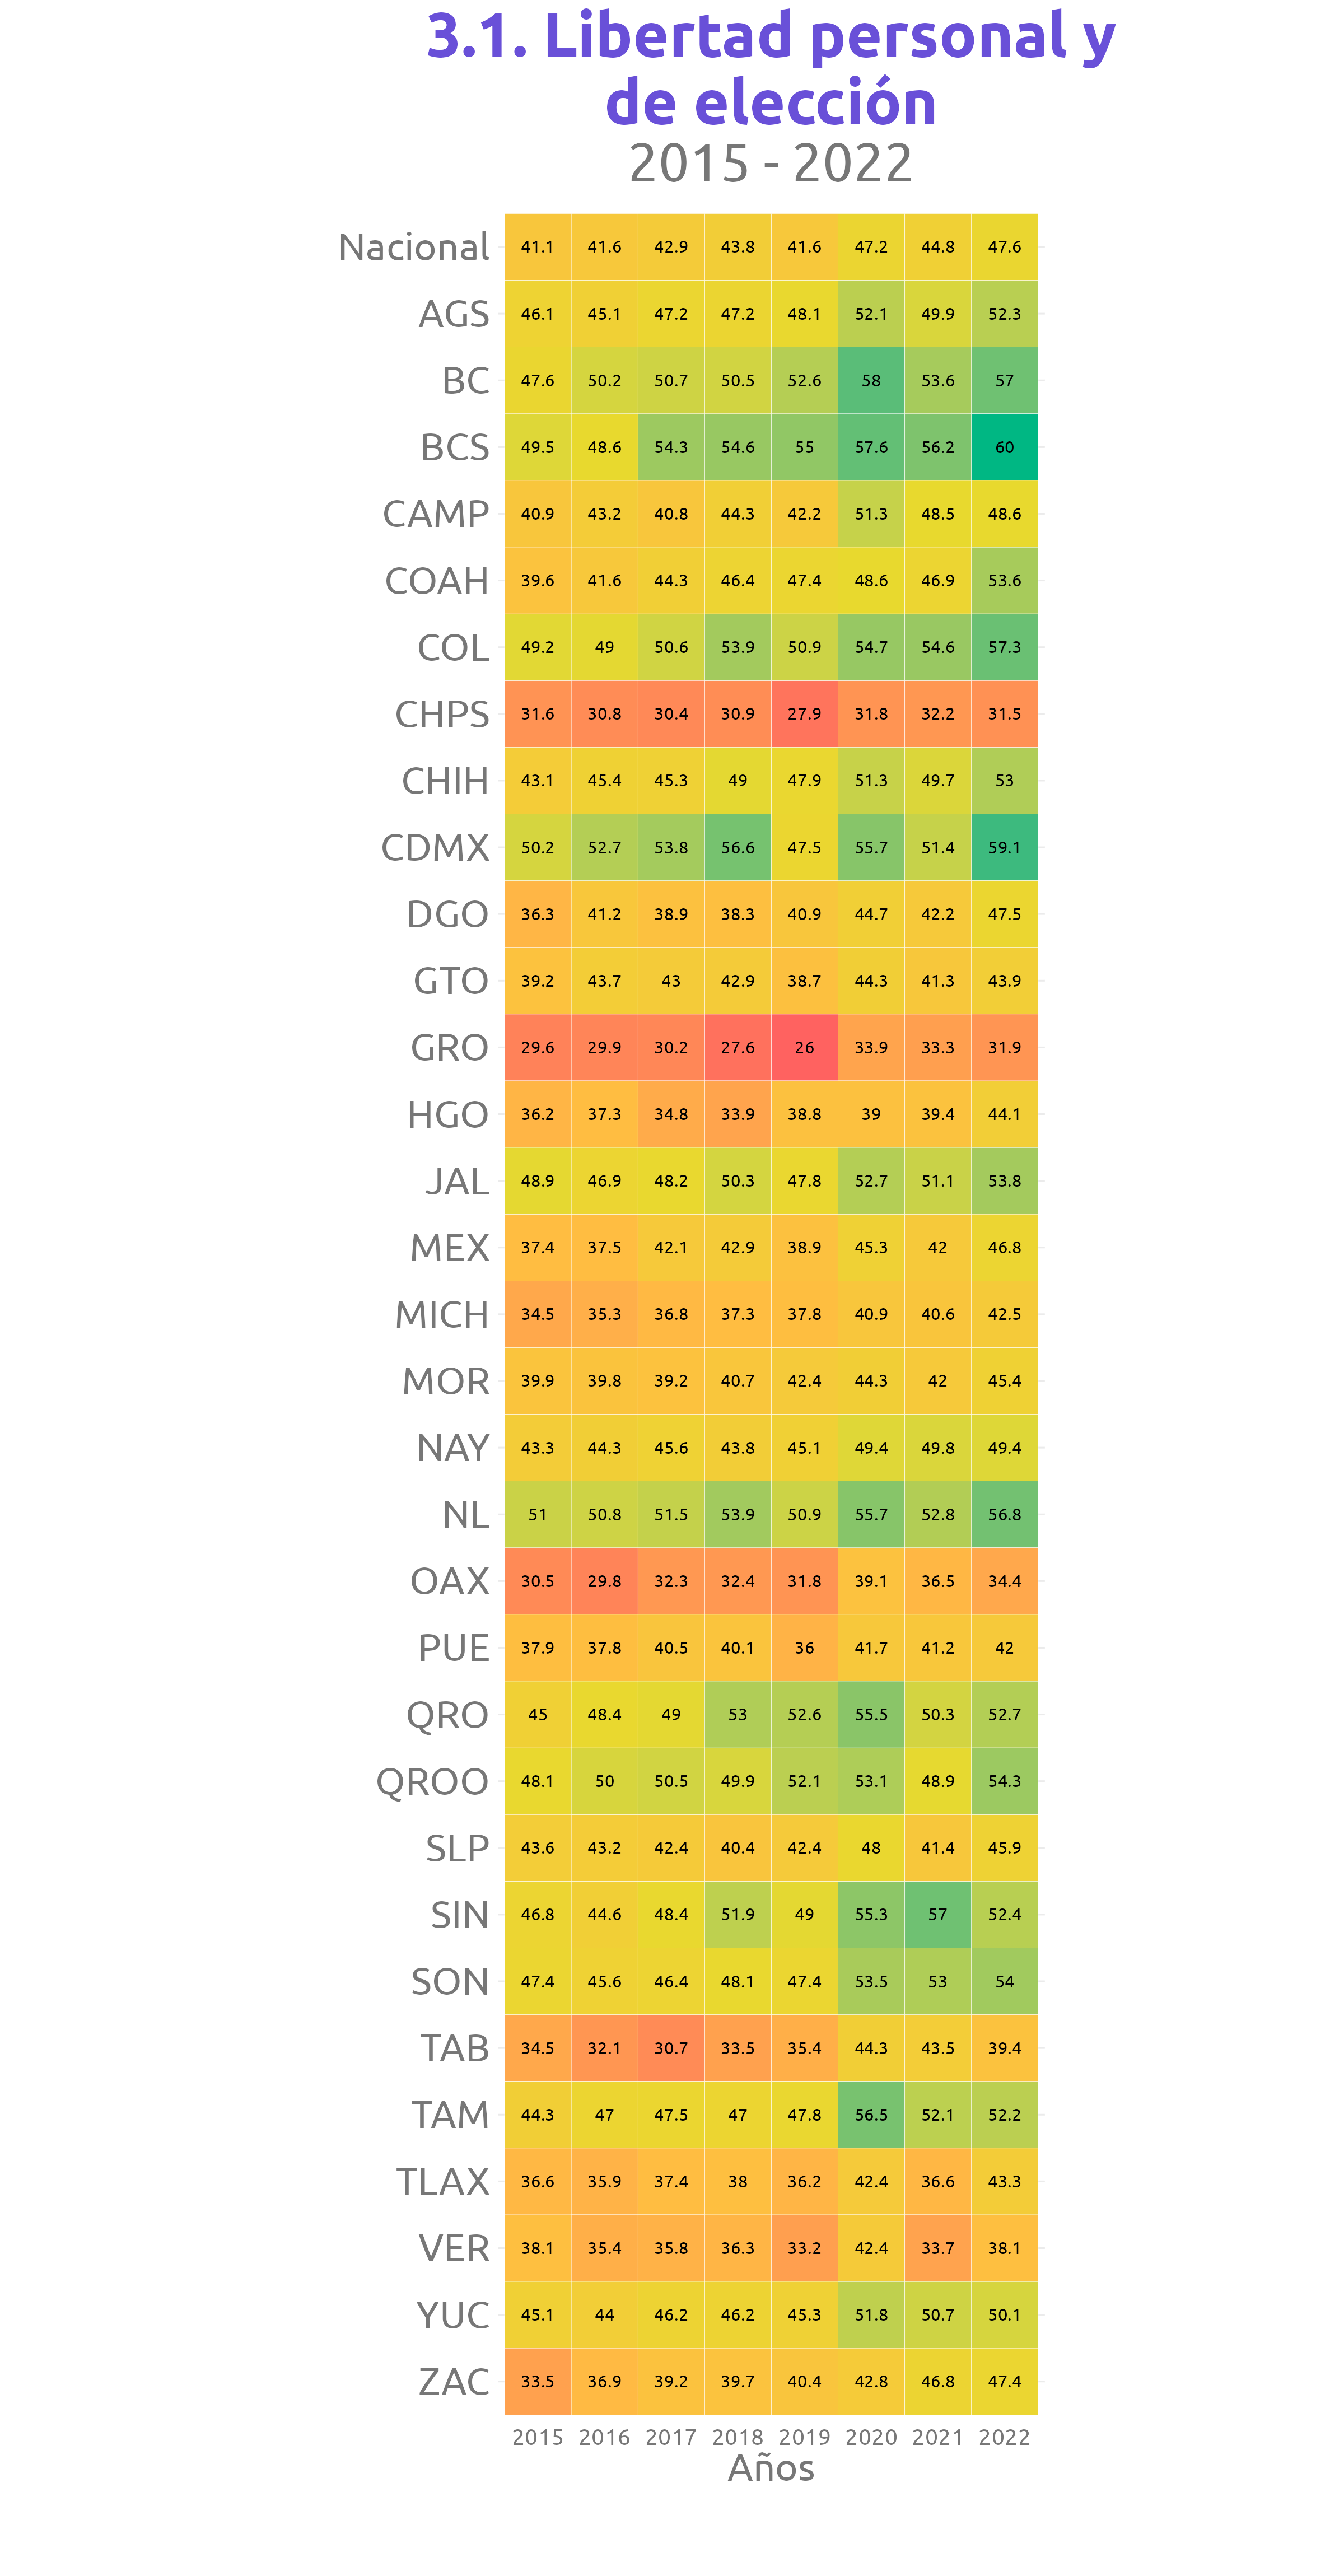 3.1. Libertad personal y
de elección
2015 - 2022
Nacional 41.1 41.6 42.9 43.8 41.6 47.2 44.8 47.6
AGS 46.1 45.1 47.2 47.2 48.1 52.1 49.9 52.3
BC 47.6 50.2 50.7 50.5 52.6 58 53.6 57
BCS 49.5 48.6 54.3 54.6 55 57.6 56.2 60
CAMP 40.9 43.2 40.8 44.3 42.2 51.3 48.5 48.6
COAH 39.6 41.6 44.3 46.4 47.4 48.6 46.9 53.6
COL 49.2 49 50.6 53.9 50.9 54.7 54.6 57.3
CHPS 31.6 30.8 30.4 30.9 27.9 31.8 32.2 31.5
CHIH 43.1 45.4 45.3 49 47.9 51.3 49.7 53
CDMX 50.2 52.7 53.8 56.6 47.5 55.7 51.4 59.1
DGO 36.3 41.2 38.9 38.3 40.9 44.7 42.2 47.5
GTO 39.2 43.7 43 42.9 38.7 44.3 41.3 43.9
GRO 29.6 29.9 30.2 27.6 26 33.9 33.3 31.9
HGO 36.2 37.3 34.8 33.9 38.8 39 39.4 44.1
JAL 48.9 46.9 48.2 50.3 47.8 52.7 51.1 53.8
MEX 37.4 37.5 42.1 42.9 38.9 45.3 42 46.8
MICH 34.5 35.3 36.8 37.3 37.8 40.9 40.6 42.5
MOR 39.9 39.8 39.2 40.7 42.4 44.3 42 45.4
NAY 43.3 44.3 45.6 43.8 45.1 49.4 49.8 49.4
NL 51 50.8 51.5 53.9 50.9 55.7 52.8 56.8
OAX 30.5 29.8 32.3 32.4 31.8 39.1 36.5 34.4
PUE 37.9 37.8 40.5 40.1 36 41.7 41.2 42
QRO 45 48.4 49 53 52.6 55.5 50.3 52.7
QROO 48.1 50 50.5 49.9 52.1 53.1 48.9 54.3
SLP 43.6 43.2 42.4 40.4 42.4 48 41.4 45.9
SIN 46.8 44.6 48.4 51.9 49 55.3 57 52.4
SON 47.4 45.6 46.4 48.1 47.4 53.5 53 54
TAB 34.5 32.1 30.7 33.5 35.4 44.3 43.5 39.4
TAM 44.3 47 47.5 47 47.8 56.5 52.1 52.2
TLAX 36.6 35.9 37.4 38 36.2 42.4 36.6 43.3
VER 38.1 35.4 35.8 36.3 33.2 42.4 33.7 38.1
YUC 45.1 44 46.2 46.2 45.3 51.8 50.7 50.1
ZAC 33.5 36.9 39.2 39.7 40.4 42.8 46.8 47.4
2015 2016 2017 2018 2019 2020 2021 2022
Años